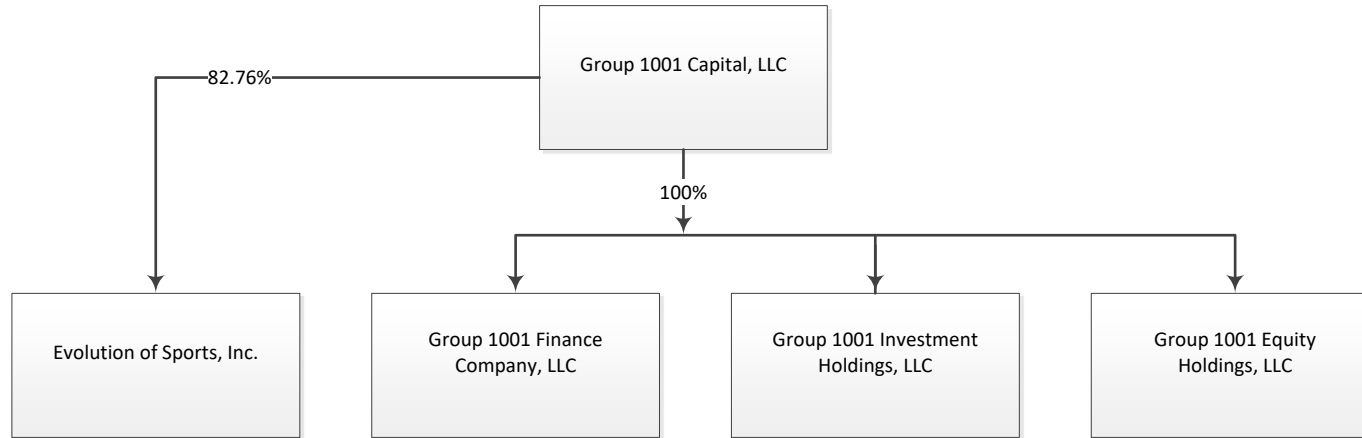 Group 1001 Capital, LLC
82.76%
100%
Evolution of Sports, Inc.
Group 1001 Finance
Company, LLC
Group 1001 Investment
Holdings, LLC
Group 1001 Equity
Holdings, LLC